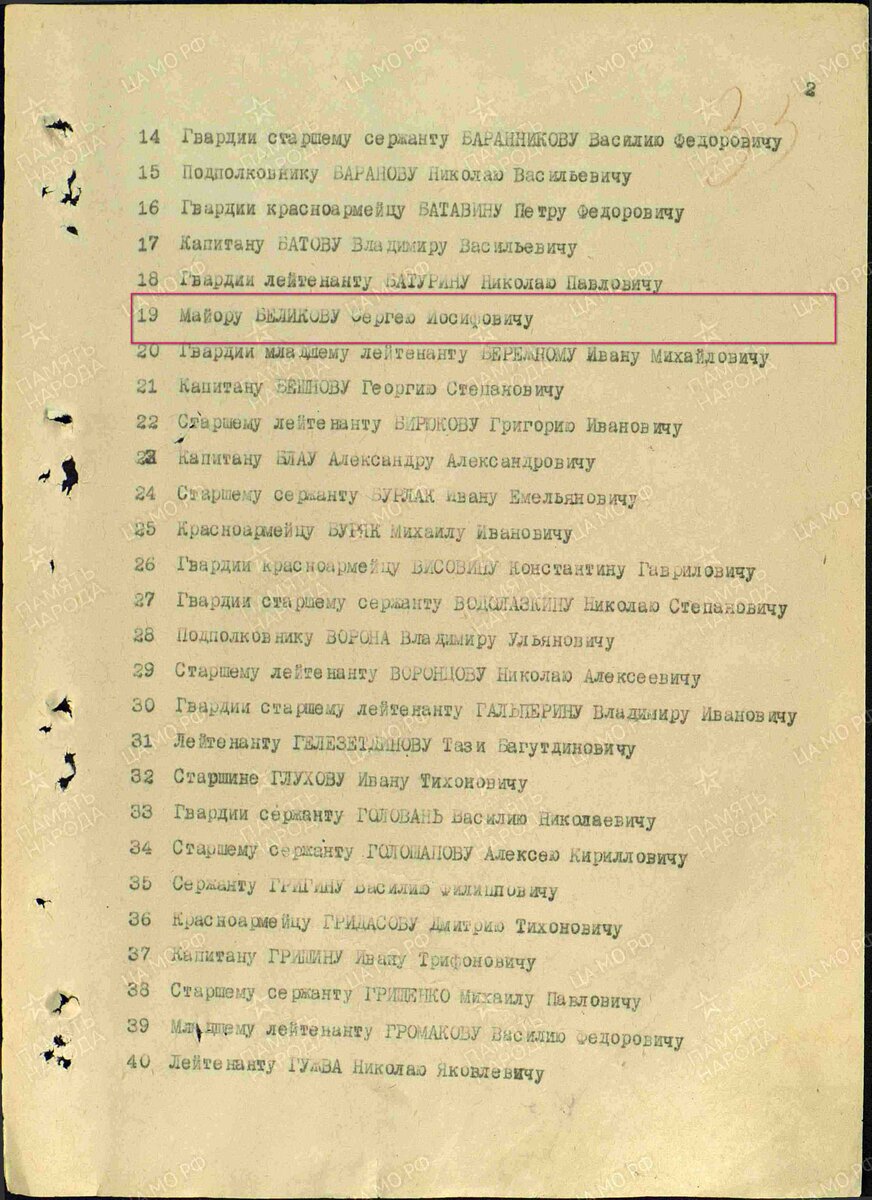 2
33
14 Гвардии старшему сержанту БАРАННИКОВУ Василию Федоровичу
15 Подполковнику БАРАНОВУ Николаю Васильевичу
16 Гвардии красноармейцу БАТАВИНУ Петру Федоровичу
17 Капитану БАТОВУ Владимиру Васильевичу
18 Гвардии лейтенанту БАТУРИНУ Николаю Павловичу
19 Майору БЕЛИКОВУ Сергею Иосифовичу
20 Гвардии младшему лейтенанту БЕРЕЖНОМУ Ивану Михайловичу
21 Капитану БЕШНОВУ Георгию Степановичу
22 Старшему лейтенанту БИРЮКОВУ Григорию Ивановичу
23 Капитану БЛАУ Александру Александровичу
24 Старшему сержанту БУРЛАК Ивану Емельяновичу
25 Красноармейцу БУРЯК Михаилу Ивановичу
26 Гвардии красноармейцу ВИСОВИНУ Константину Гавриловичу
27 Гвардии старшему сержанту ВОДОЛАЗКИНУ Николаю Степановичу
28 Подполковнику ВОРОНА Владимиру Ульяновичу
29 Старшему лейтенанту ВОРОНЦОВУ Николаю Алексеевичу
30 Гвардии старшему лейтенанту ГАЛЬПЕРИНУ Владимиру Ивановичу
31 Лейтенанту ГЕЛЕЗЕТДИНОВУ Тази Багутдиновичу
32 Старшине ГЛУХОВУ Ивану Тихоновичу
33 Гвардии сержанту ГОЛОВАНЬ Василию Николаевичу
34 Старшему сержанту ГОЛОЩАПОВУ Алексею Кирилловичу
35 Сержанту ГРИГИНУ Василию Филипповичу
36 Красноармейцу ГРИДАСОВУ Дмитрию Тихоновичу
37 Капитану ГРИШИНУ Ивану Трифоновичу
38 Старшему сержанту ГРИЦЕНКО Михаилу Павловичу
39 Младшему лейтенанту ГРОМАКОВУ Василию Федоровичу
40 Лейтенанту ГУЖВА Николаю Яковлевичу